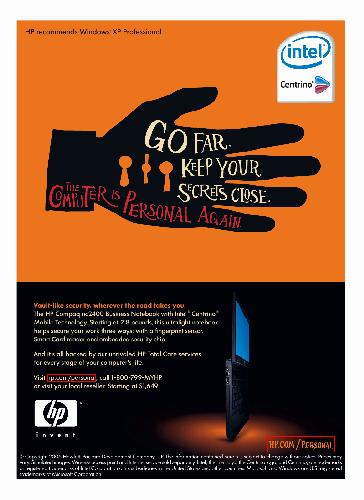 HP recommends Windows® XP Professional
intel
Centrino
GO FAR.
KEEP YOUR
SECRETS CLOSE.
THE
COMPUTER IS PERSONAL AGAIN.
Vault-like security, wherever the road takes you
The HP Compaq nc2400 Business Notebook with Intel® Centrino®
Mobile Technology. Starting at 2.8 pounds, this ultralight notebook
helps secure your work three ways: with a fingerprint sensor,
Smart Card reader and embedded security chip.
And it's all backed by our unrivaled HP Total Care services
for every stage of your computer's life.
Visit hp.com/personal, call 1-800-799-MYHP
or visit your local reseller. Starting at $1,649
hp
invent
HP.COM/PERSONAL